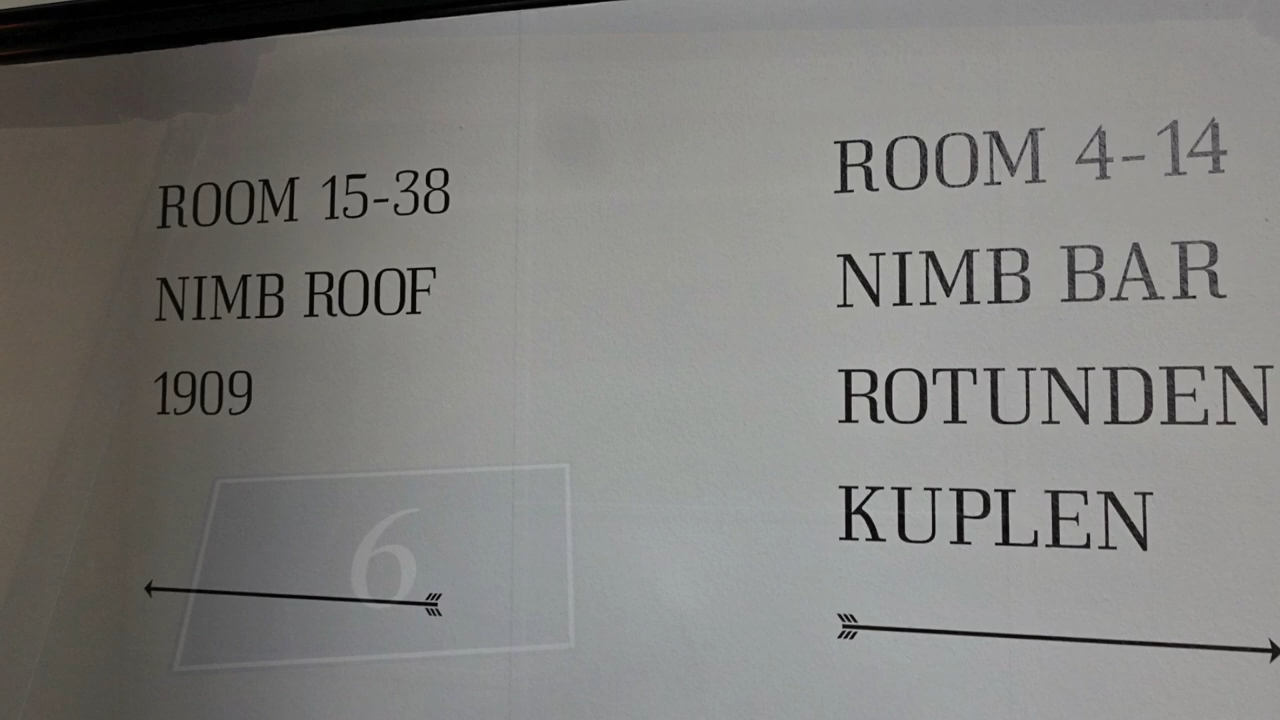 ROOM 15-38
NIMB ROOF
1909
6
ROOM 4-14
NIMB BAR
ROTUNDEN
KUPLEN